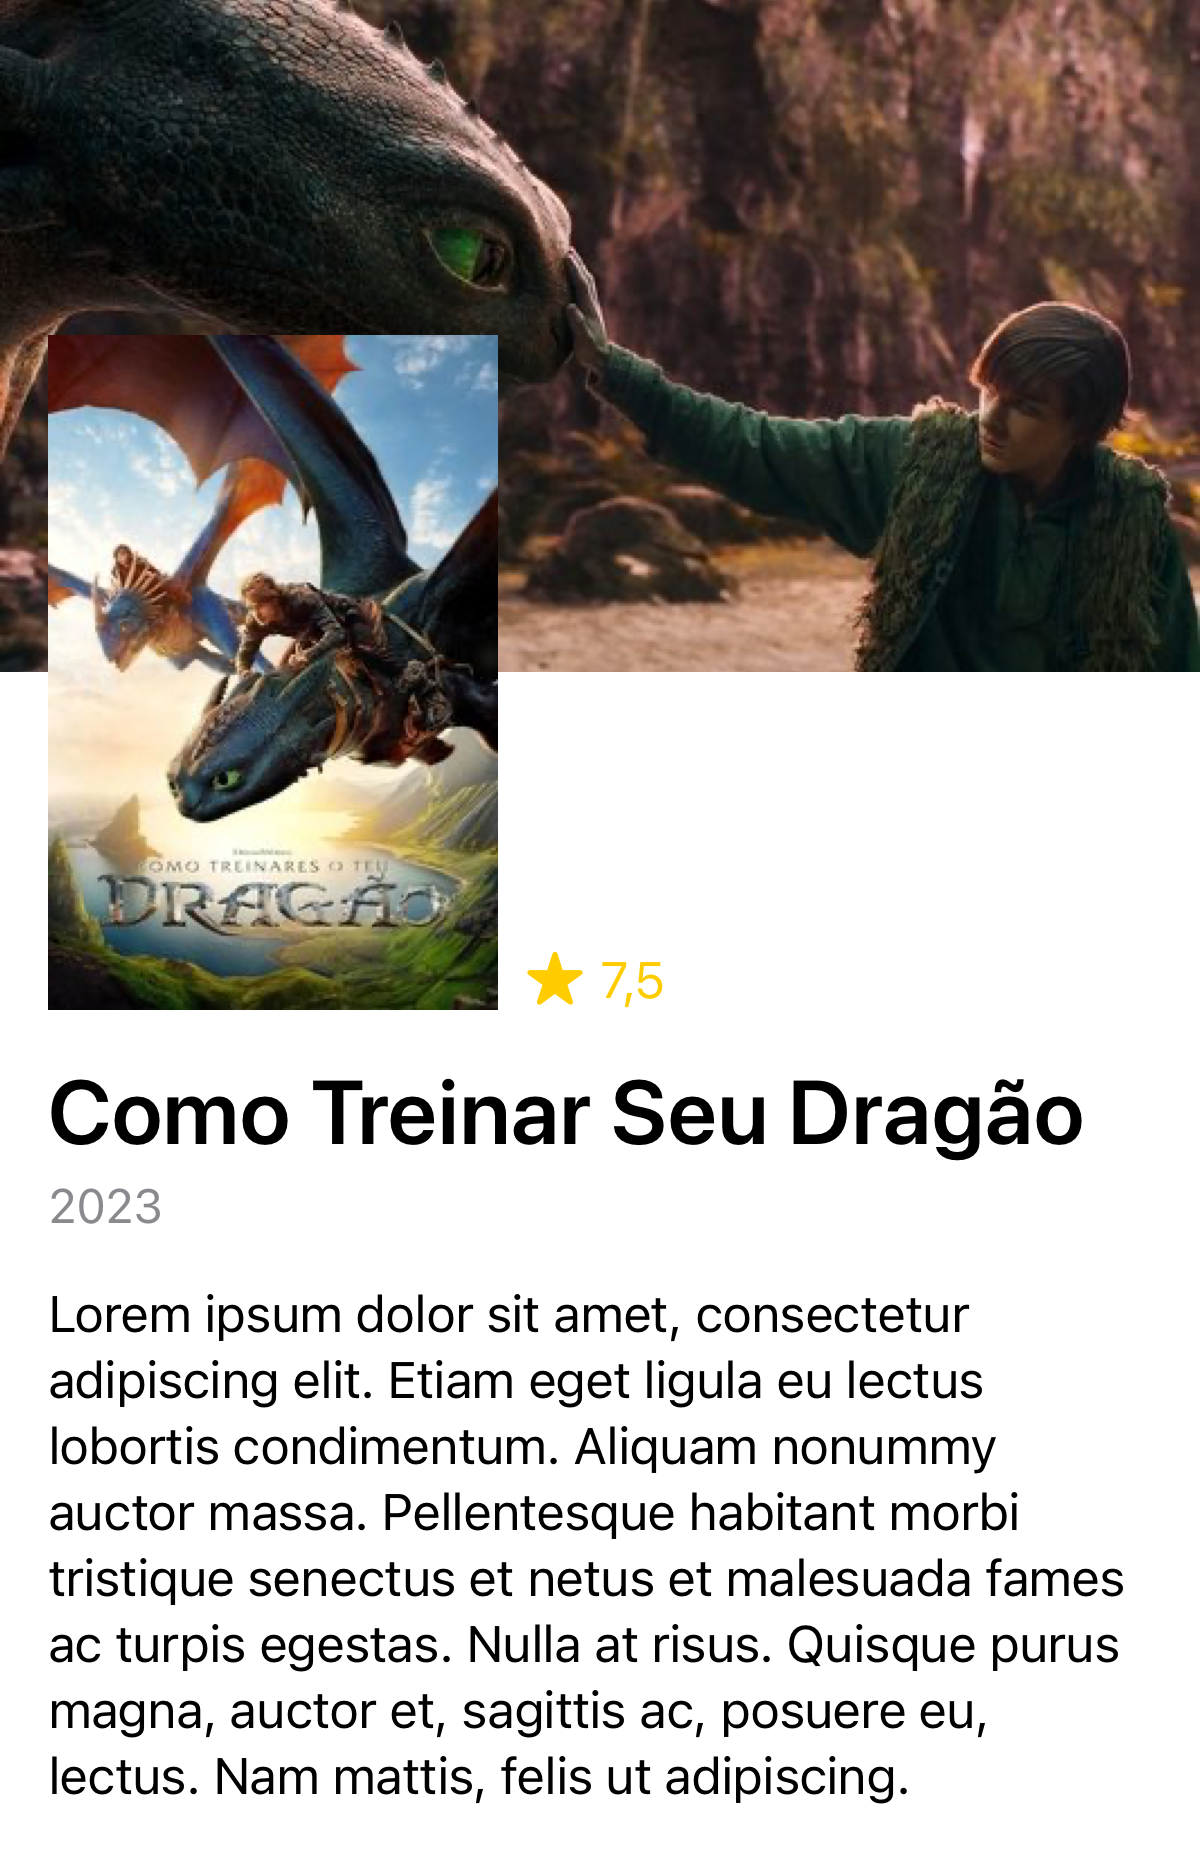 COMO TREINARES O TEU
DRAGÃO
7,5
Como Treinar Seu Dragão
2023
Lorem ipsum dolor sit amet, consectetur
adipiscing elit. Etiam eget ligula eu lectus
lobortis condimentum. Aliquam nonummy
auctor massa. Pellentesque habitant morbi
tristique senectus et netus et malesuada fames
ac turpis egestas. Nulla at risus. Quisque purus
magna, auctor et, sagittis ac, posuere eu,
lectus. Nam mattis, felis ut adipiscing.